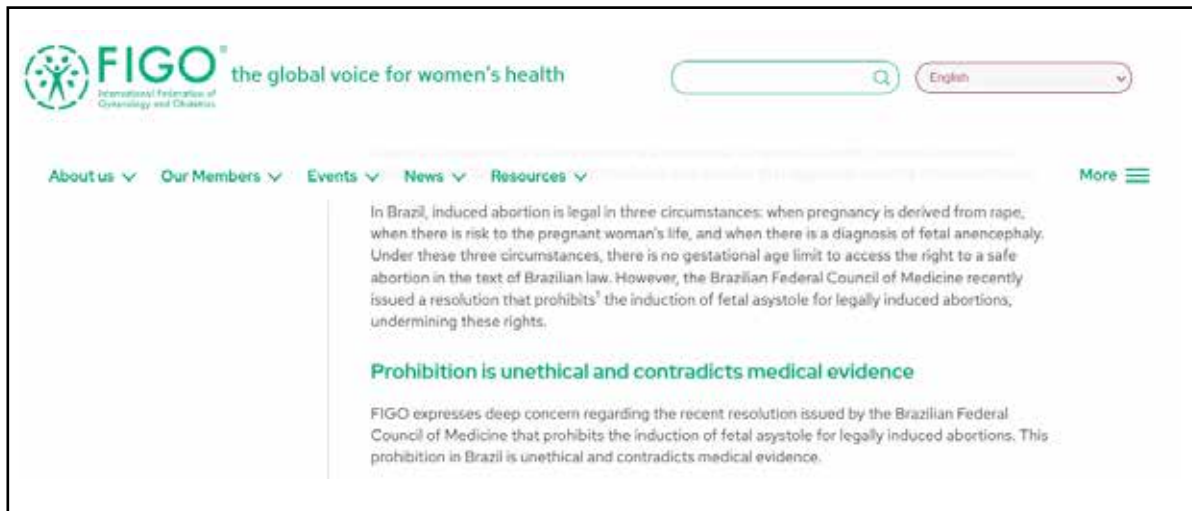 FIGO®
International Federation of
Gynecology and Obstetrics
the global voice for women's health
English
About us
Our Members
Events
News
Resources
More
In Brazil, induced abortion is legal in three circumstances: when pregnancy is derived from rape,
when there is risk to the pregnant woman's life, and when there is a diagnosis of fetal anencephaly.
Under these three circumstances, there is no gestational age limit to access the right to a safe
abortion in the text of Brazilian law. However, the Brazilian Federal Council of Medicine recently
issued a resolution that prohibits¹ the induction of fetal asystole for legally induced abortions,
undermining these rights.
Prohibition is unethical and contradicts medical evidence
FIGO expresses deep concern regarding the recent resolution issued by the Brazilian Federal
Council of Medicine that prohibits the induction of fetal asystole for legally induced abortions. This
prohibition in Brazil is unethical and contradicts medical evidence.